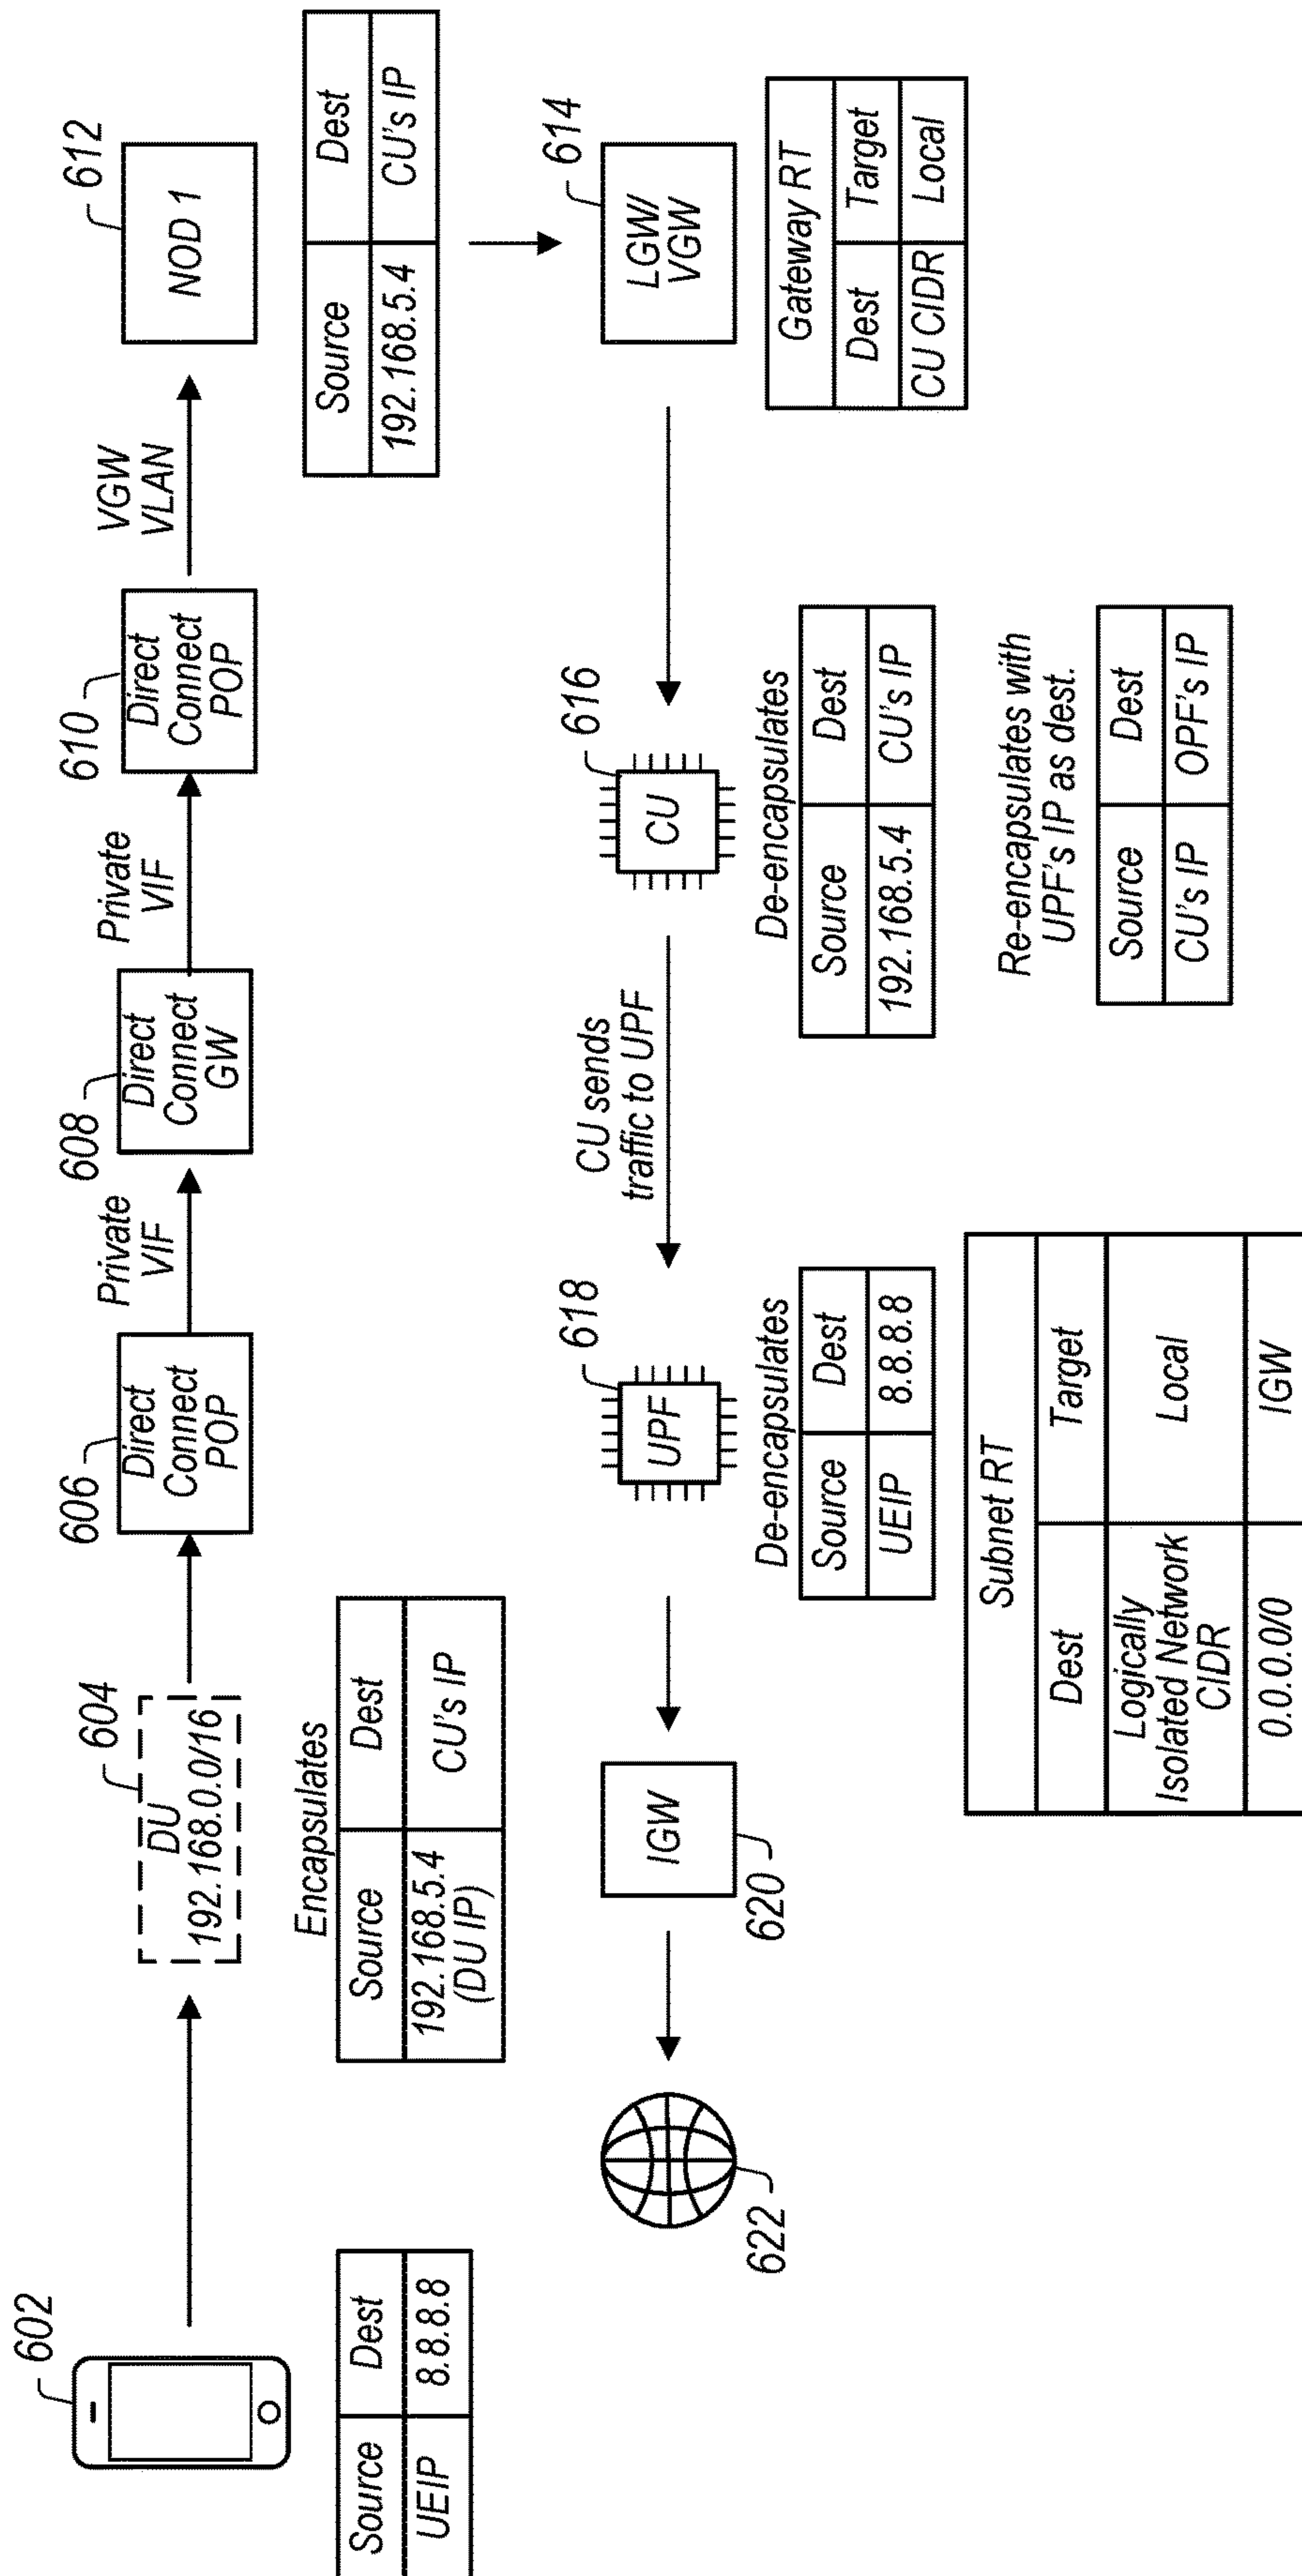 602
Source Dest
UEIP 8.8.8.8
604
DU
192.168.0.0/16
Encapsulates
Source Dest
192.168.5.4
(DU IP)
CU's IP
606
Direct
Connect
POP
Private
VIF
608
Direct
Connect
GW
Private
VIF
610
Direct
Connect
POP
VGW
VLAN
612
NOD 1
Source Dest
192.168.5.4 CU's IP
614
LGW/
VGW
Gateway RT
Dest Target
CU CIDR Local
616
CU
De-encapsulates
Source Dest
192.168.5.4 CU's IP
Re-encapsulates with
UPF's IP as dest.
Source Dest
CU's IP OPF's IP
CU sends
traffic to UPF
618
UPF
De-encapsulates
Source Dest
UEIP 8.8.8.8
Subnet RT
Dest Target
Logically
Isolated Network
CIDR
Local
0.0.0.0/0 IGW
IGW
620
622